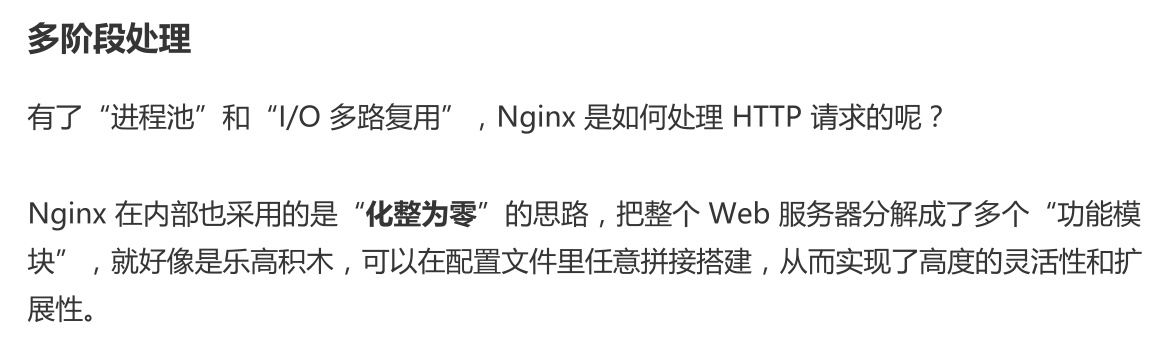 多阶段处理
有了“进程池”和“I/O 多路复用”，Nginx 是如何处理 HTTP 请求的呢？
Nginx 在内部也采用的是“化整为零”的思路，把整个 Web 服务器分解成了多个“功能模
块”，就好像是乐高积木，可以在配置文件里任意拼接搭建，从而实现了高度的灵活性和扩
展性。